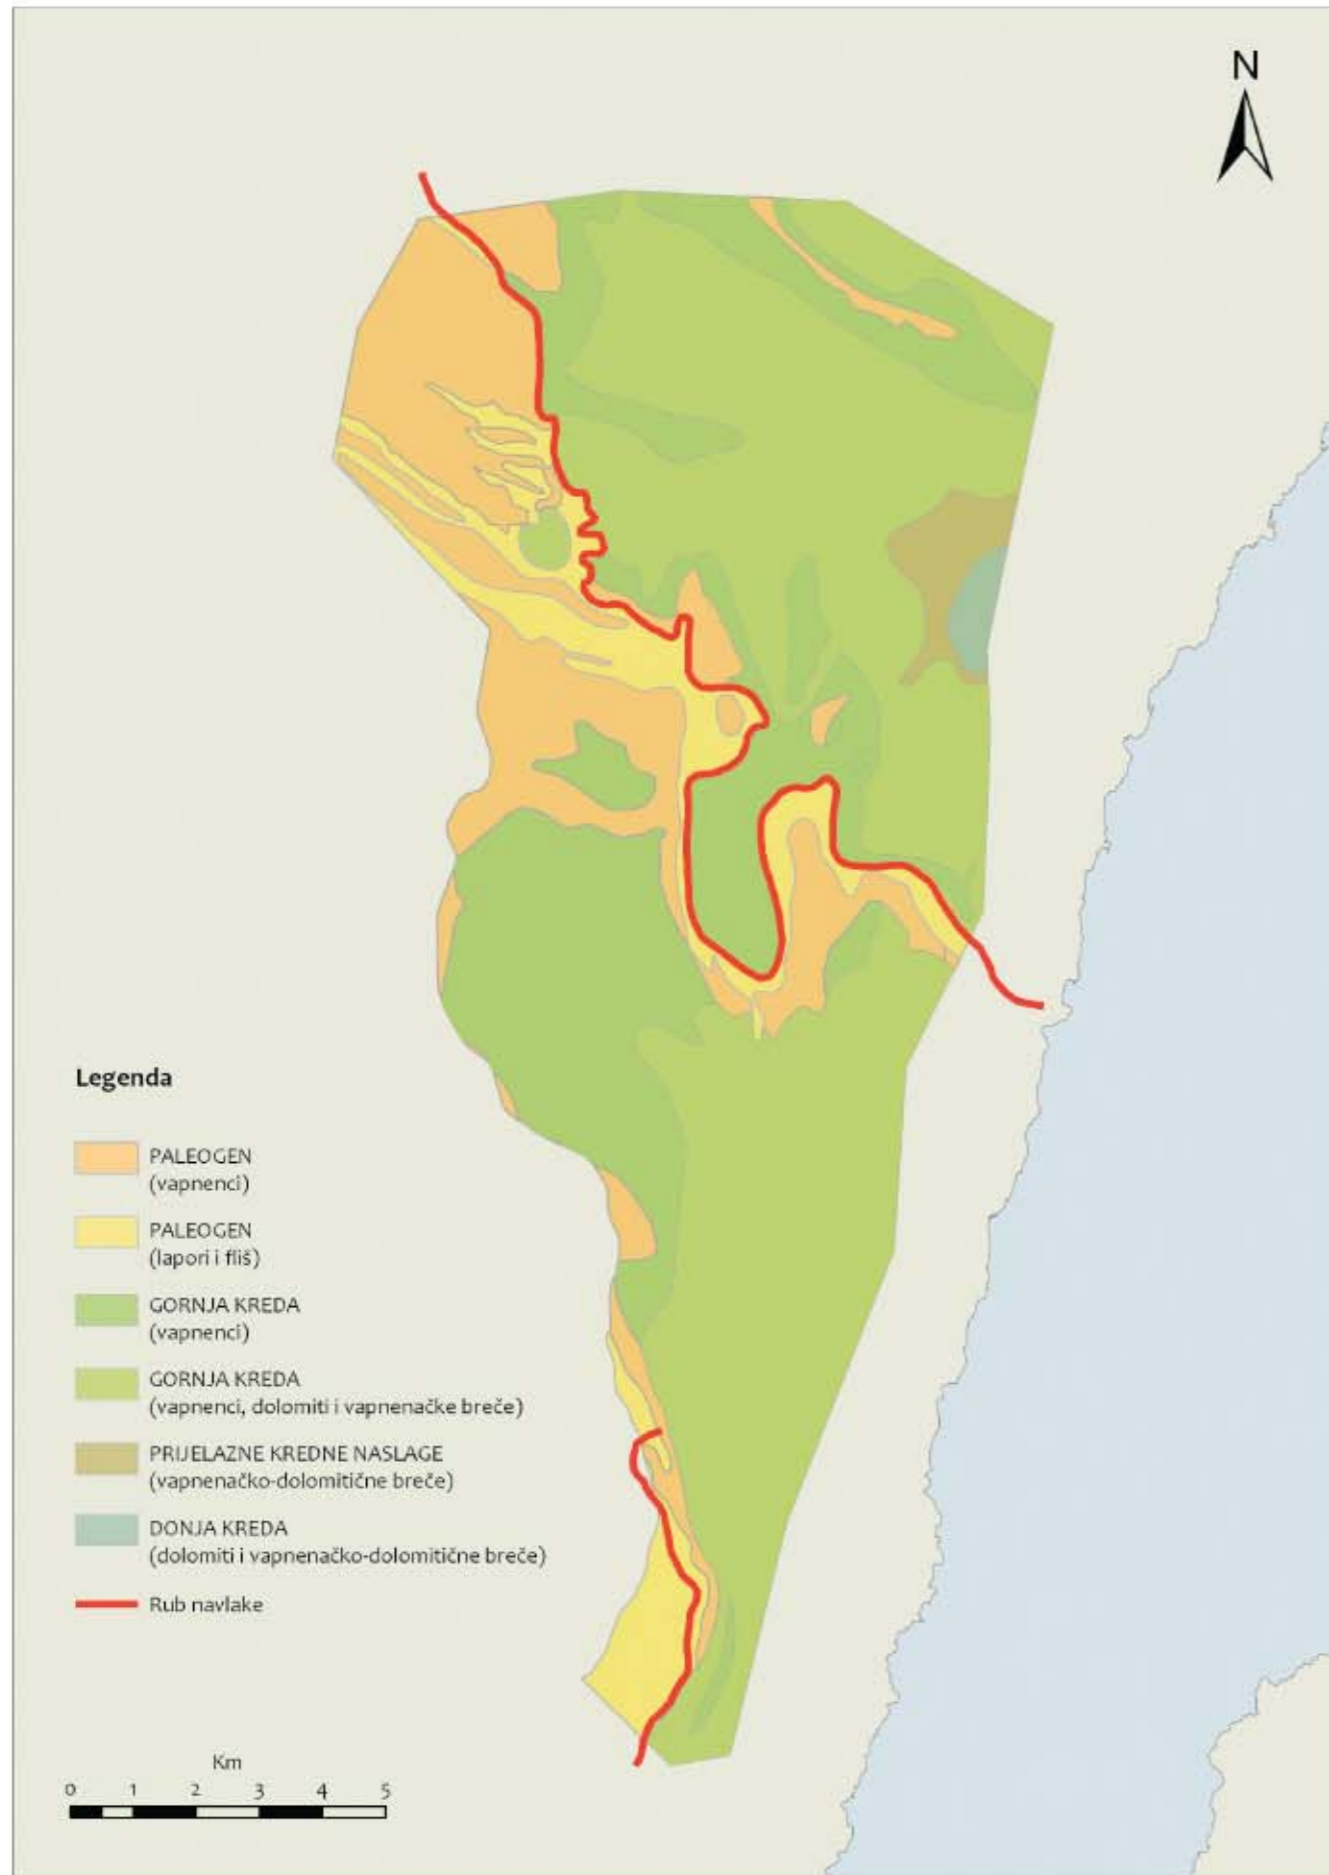 N
Legenda
PALEOGEN
(vapnenci)
PALEOGEN
(lapori i fliš)
GORNJA KREDA
(vapnenci)
GORNJA KREDA
(vapnenci, dolomiti i vapnenačke breče)
PRIJELAZNE KREDNE NASLAGE
(vapnenačko-dolomitične breče)
DONJA KREDA
(dolomiti i vapnenačko-dolomitične breče)
Rub navlake
Km
0 1 2 3 4 5